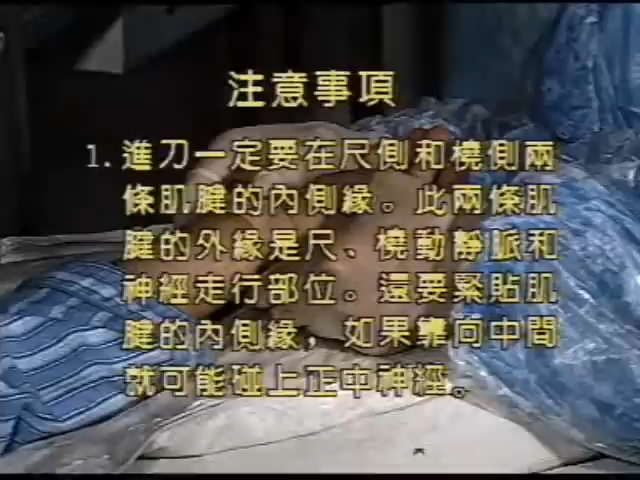 注意事項
1. 進刀一定要在尺側和橈側兩
條肌腱的內側緣。此兩條肌
腱的外緣是尺、橈動靜脈和
神經走行部位。還要緊貼肌
腱的內側緣，如果靠向中間
就可能碰上正中神經。